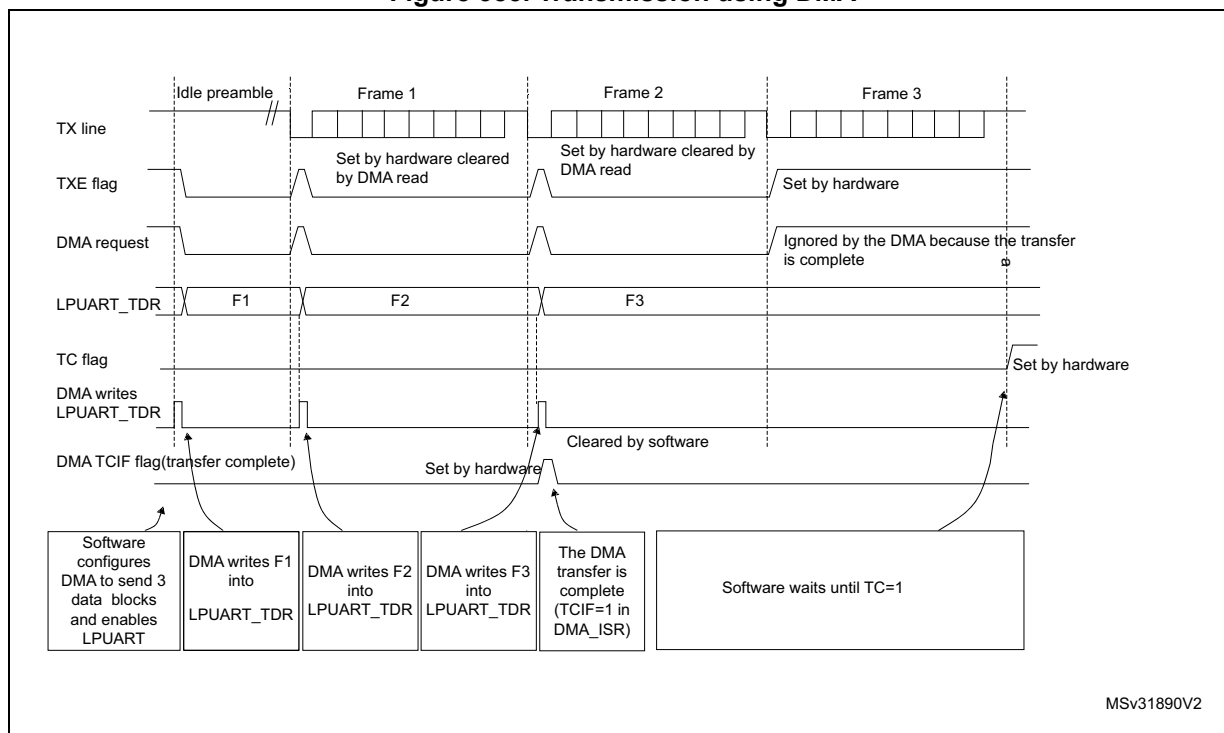 Idle preamble
Frame 1
Frame 2
Frame 3
TX line
Set by hardware cleared
by DMA read
Set by hardware cleared by
DMA read
TXE flag
Set by hardware
DMA request
Ignored by the DMA because the transfer
is complete
a
LPUART_TDR
F1
F2
F3
TC flag
Set by hardware
DMA writes
LPUART_TDR
Cleared by software
DMA TCIF flag(transfer complete)
Set by hardware
Software
configures
DMA to send 3
data blocks
and enables
LPUART
DMA writes F1
into
LPUART_TDR
DMA writes F2
into
LPUART_TDR
DMA writes F3
into
LPUART_TDR
The DMA
transfer is
complete
(TCIF=1 in
DMA_ISR)
Software waits until TC=1
MSv31890V2